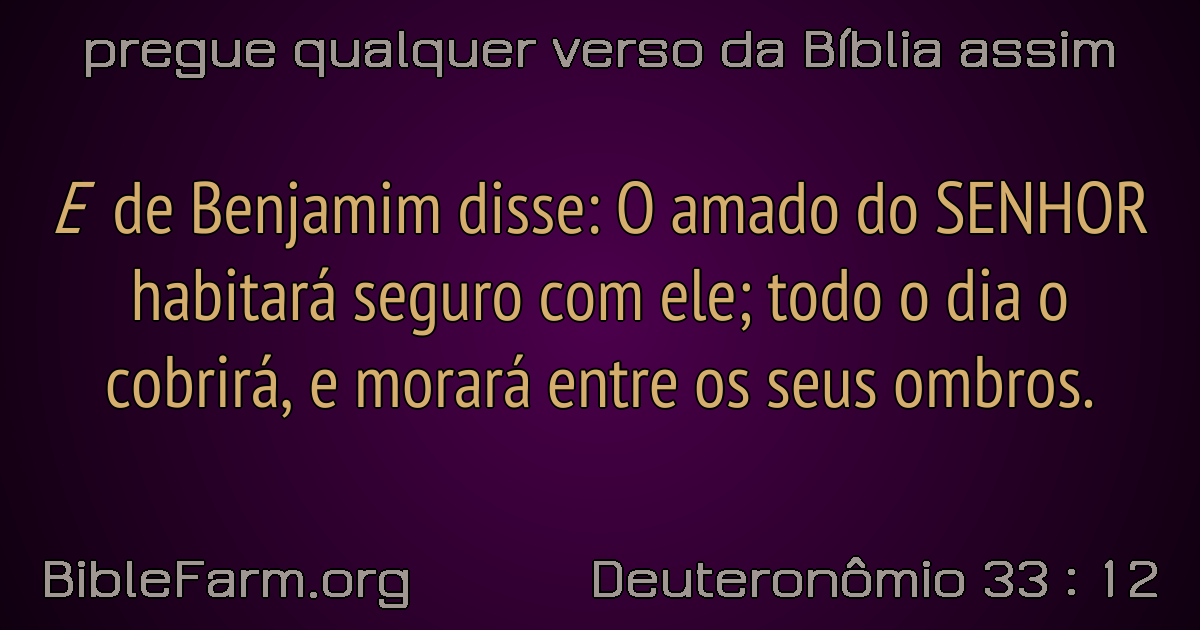 pregue qualquer verso da Bíblia assim
E de Benjamim disse: O amado do SENHOR
habitará seguro com ele; todo o dia o
cobrirá, e morará entre os seus ombros.
BibleFarm.org
Deuteronômio 33 : 12